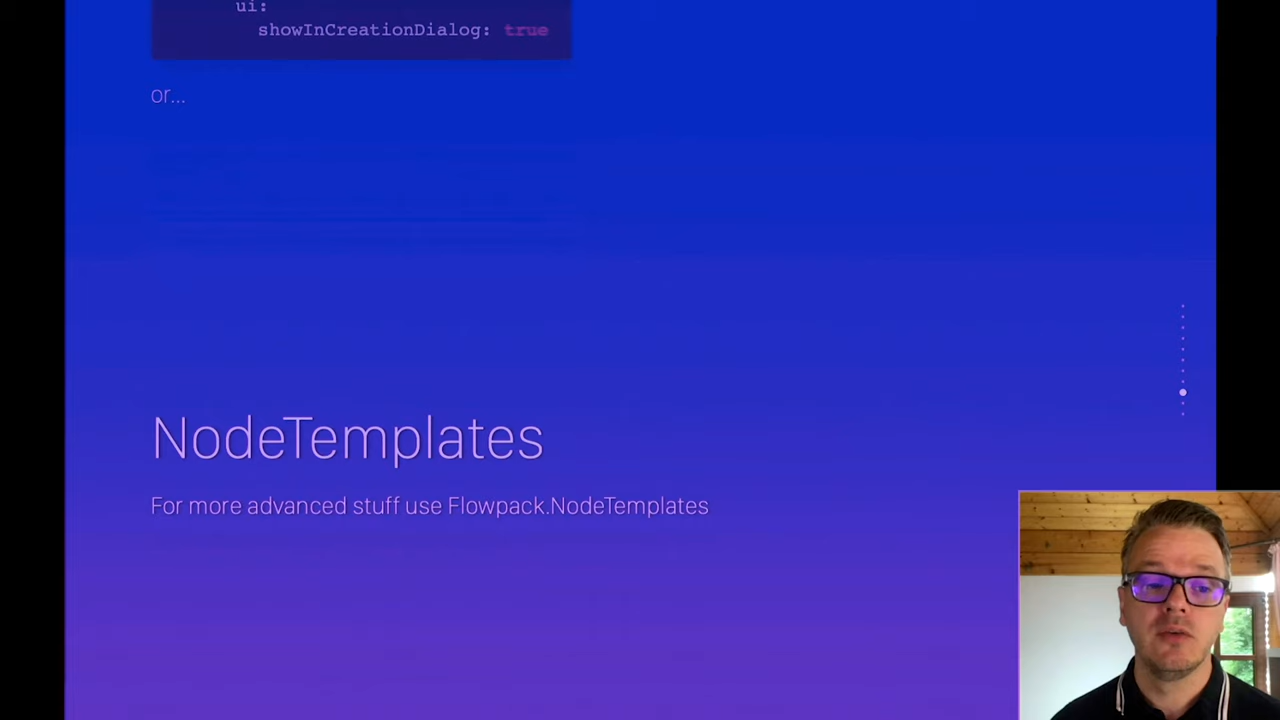 ui:
showInCreationDialog: true
or...
NodeTemplates
For more advanced stuff use Flowpack.NodeTemplates